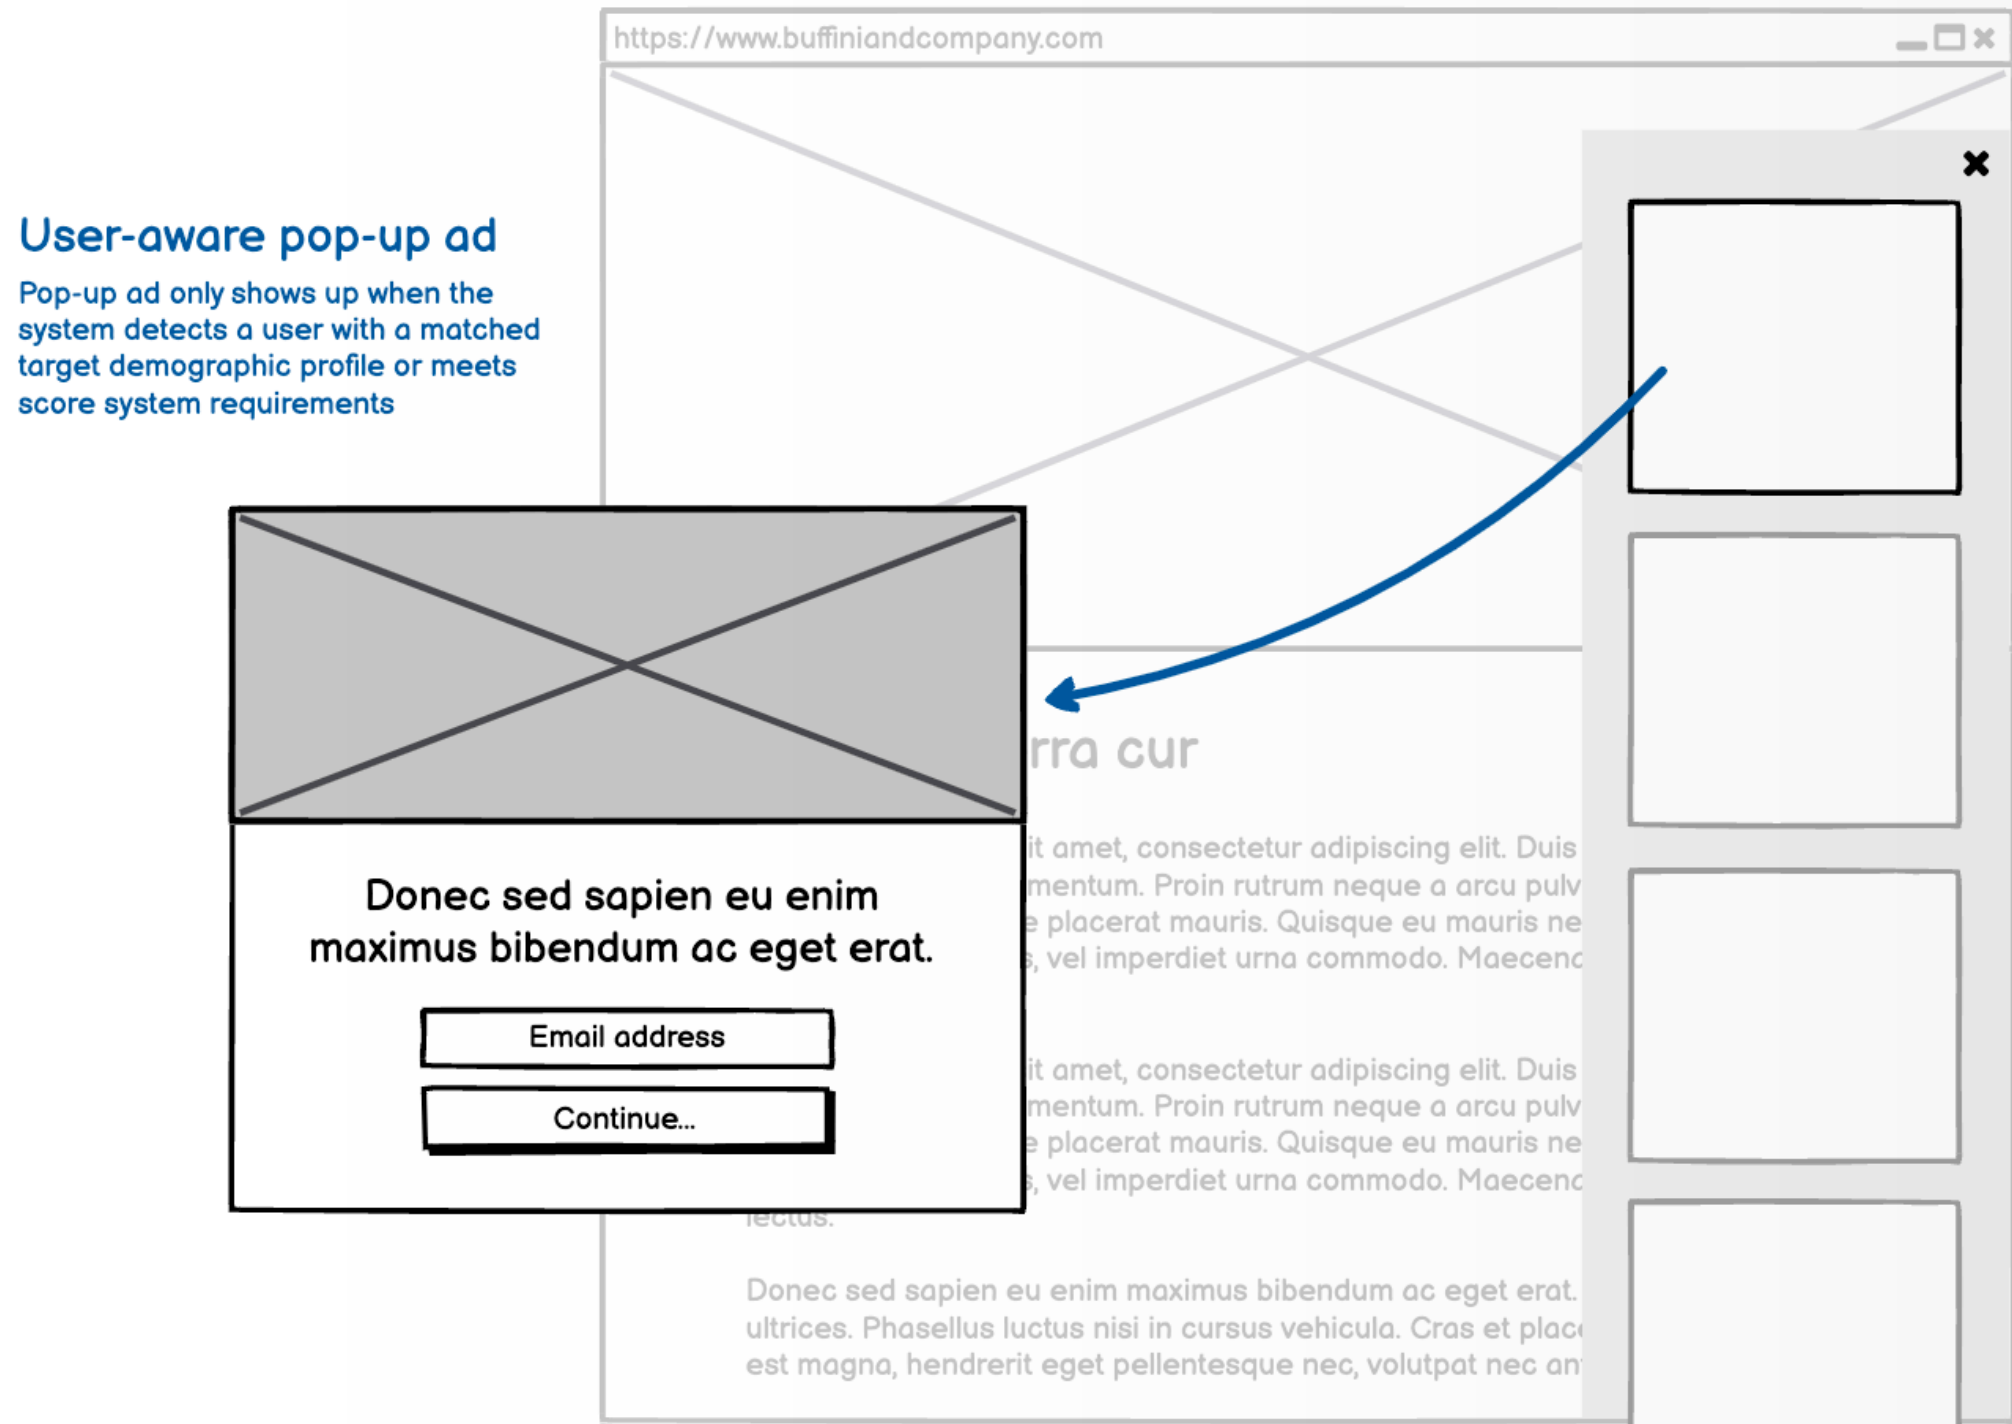 https://www.buffiniandcompany.com
User-aware pop-up ad
Pop-up ad only shows up when the
system detects a user with a matched
target demographic profile or meets
score system requirements
rra cur
Donec sed sapien eu enim
maximus bibendum ac eget erat.
Email address
Continue...
it amet, consectetur adipiscing elit. Duis
mentum. Proin rutrum neque a arcu pulv
placerat mauris. Quisque eu mauris ne
, vel imperdiet urna commodo. Maecena
it amet, consectetur adipiscing elit. Duis
mentum. Proin rutrum neque a arcu pulv
placerat mauris. Quisque eu mauris ne
, vel imperdiet urna commodo. Maecena
lectus.
Donec sed sapien eu enim maximus bibendum ac eget erat.
ultrices. Phasellus luctus nisi in cursus vehicula. Cras et place
est magna, hendrerit eget pellentesque nec, volutpat nec an